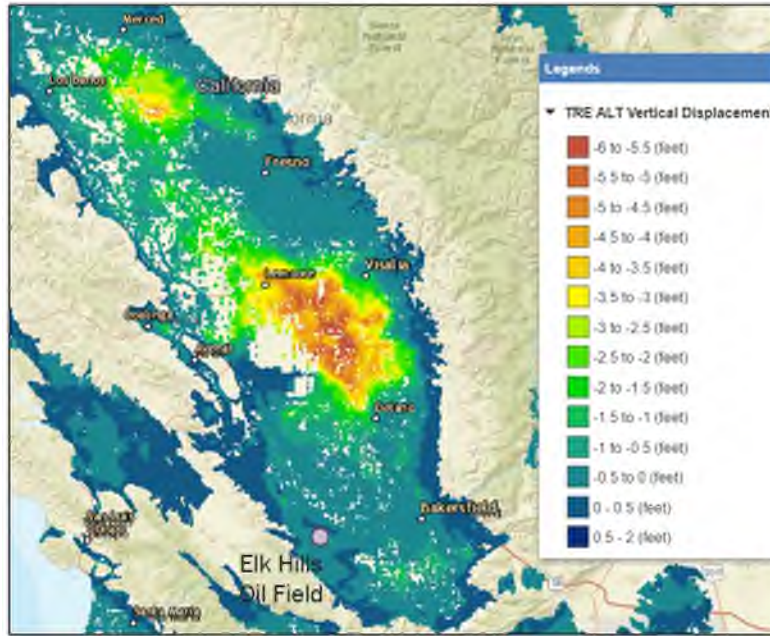 Merced
Los Banos
California
Fresno
Visalia
Lemoore
Coalinga
Delano
Bakersfield,
Elk Hills
Oil Field
Santa Maria
Legends
TRE ALT Vertical Displacemen
-6 to -5.5 (feet)
-5.5 to -5 (feet)
-5 to -4.5 (feet)
-4.5 to -4 (feet)
-4 to -3.5 (feet)
-3.5 to -3 (feet)
-3 to -2.5 (feet)
-2.5 to -2 (feet)
-2 to -1.5 (feet)
-1.5 to -1 (feet)
-1 to -0.5 (feet)
-0.5 to 0 (feet)
0 - 0.5 (feet)
0.5 - 2 (feet)